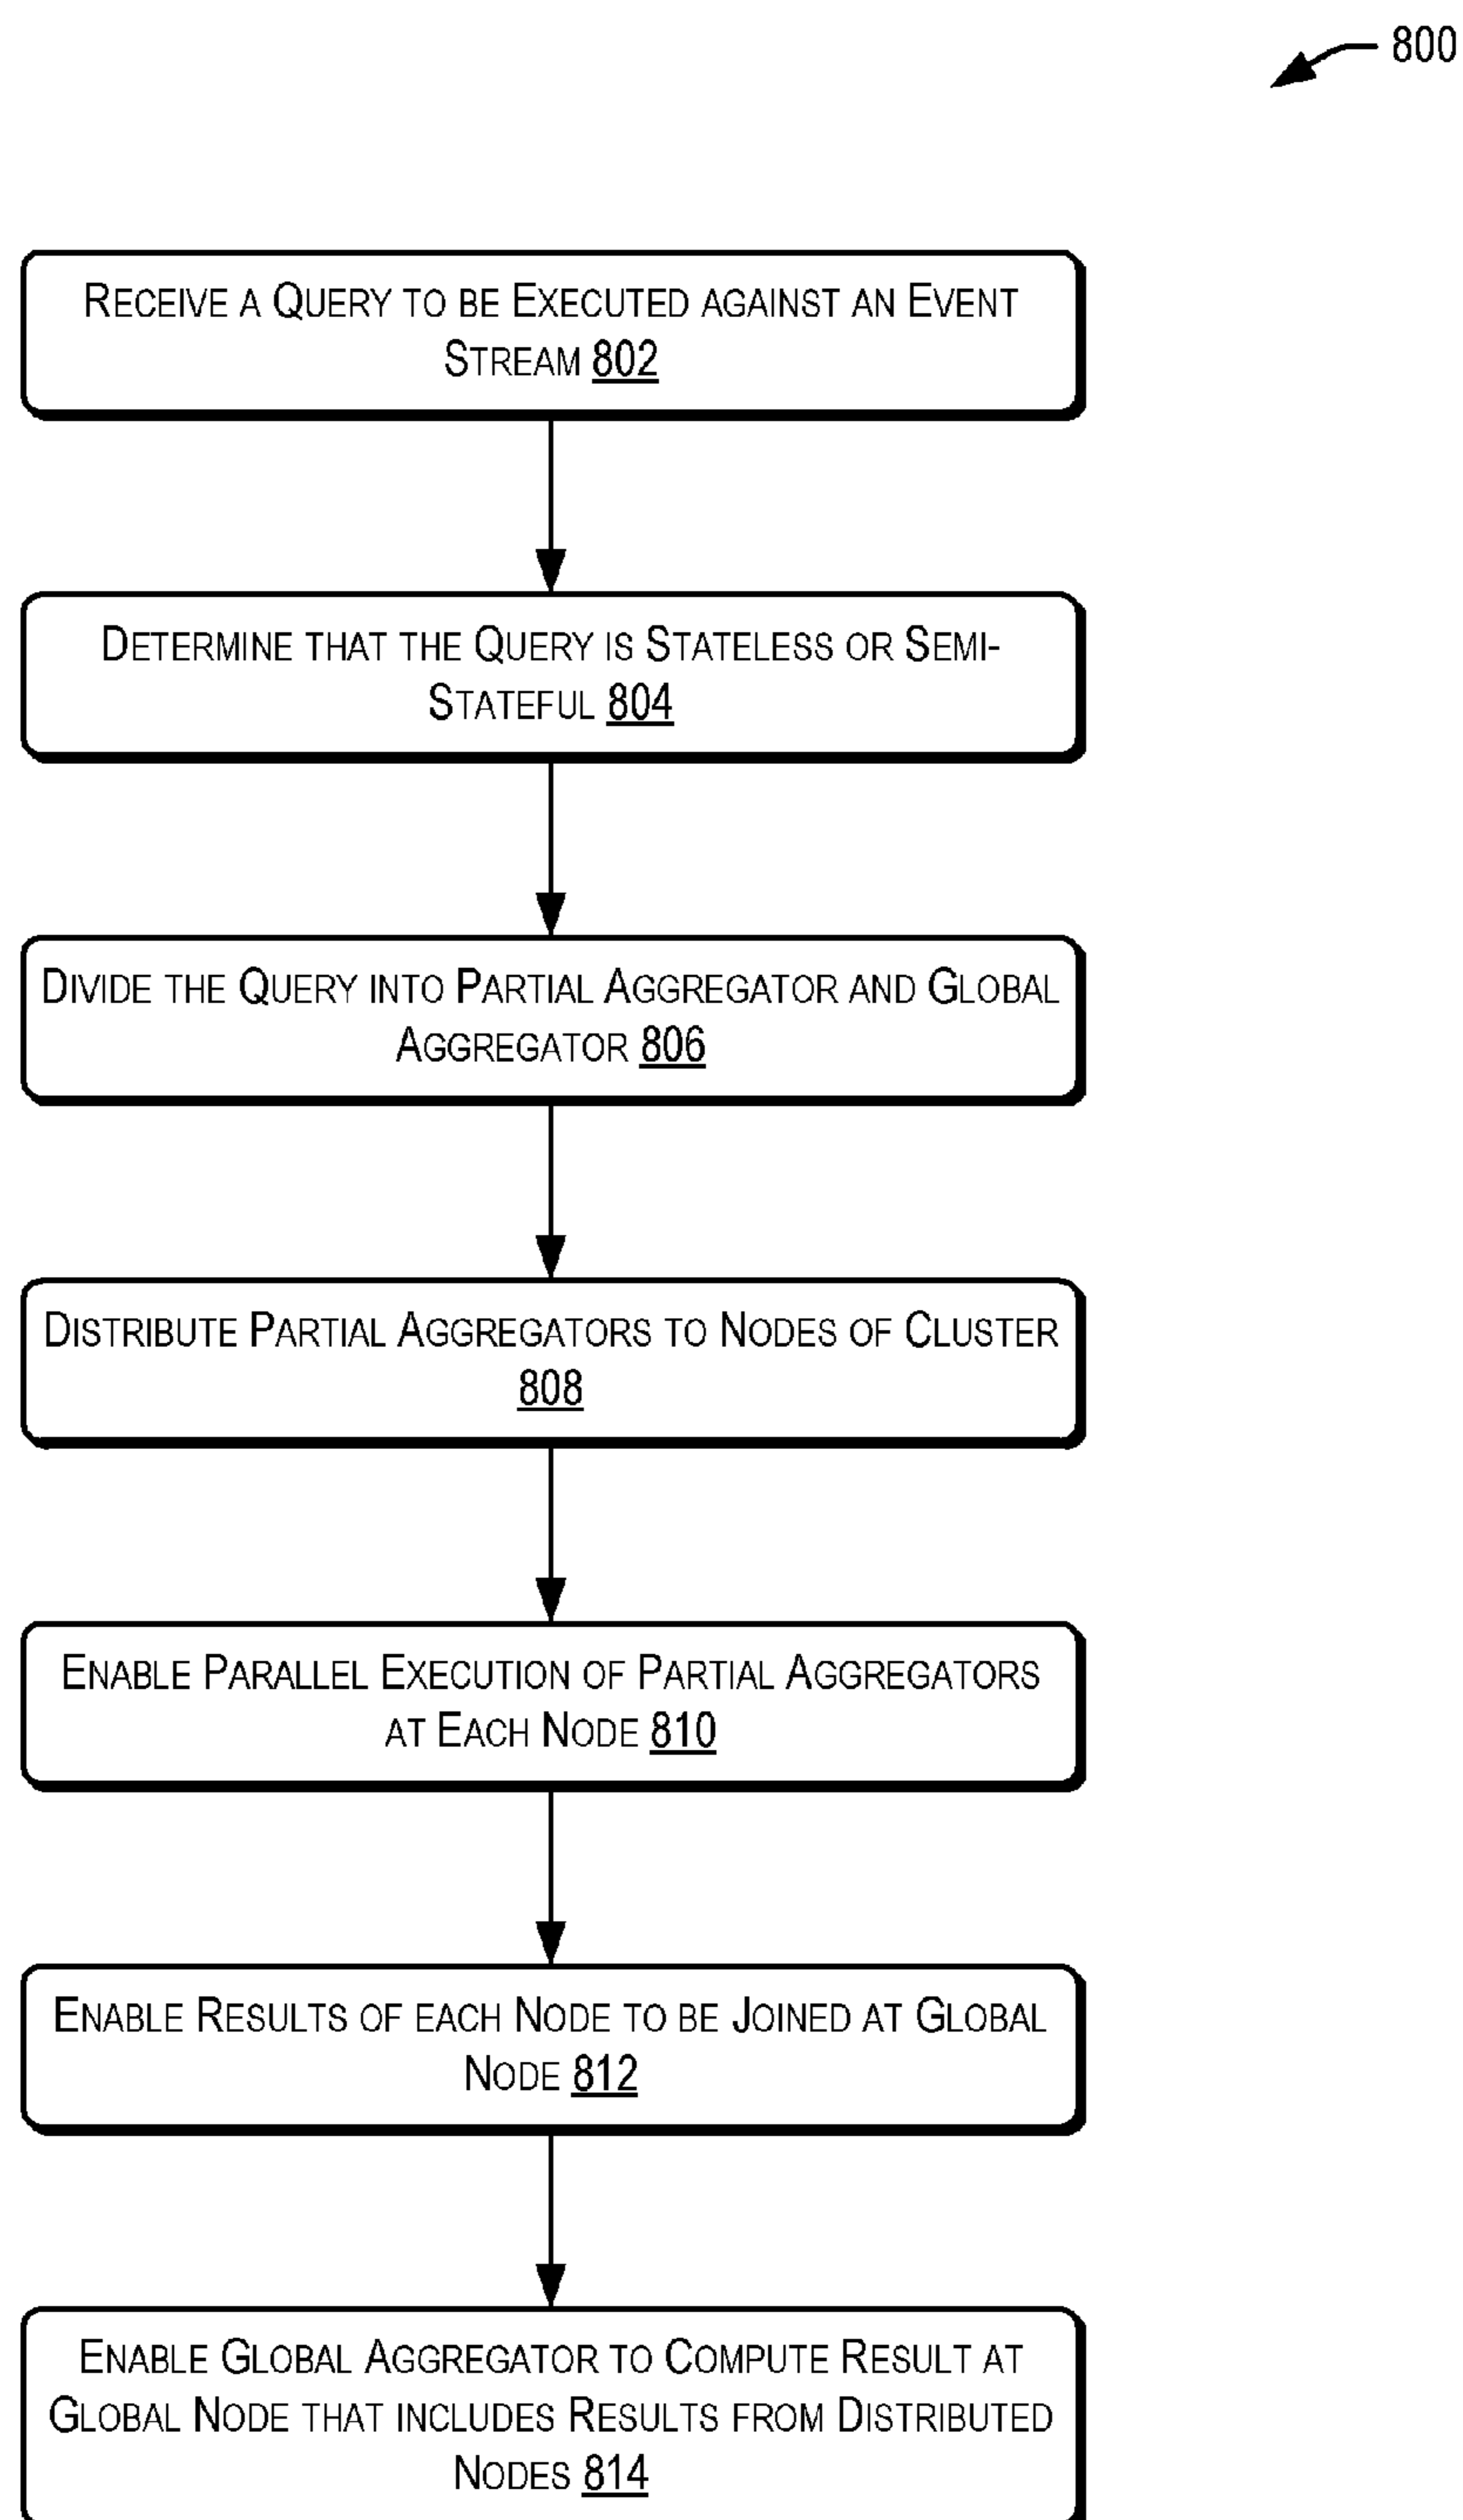 800
RECEIVE A QUERY TO BE EXECUTED AGAINST AN EVENT
STREAM 802
DETERMINE THAT THE QUERY IS STATELESS OR SEMI-
STATEFUL 804
DIVIDE THE QUERY INTO PARTIAL AGGREGATOR AND GLOBAL
AGGREGATOR 806
DISTRIBUTE PARTIAL AGGREGATORS TO NODES OF CLUSTER
808
ENABLE PARALLEL EXECUTION OF PARTIAL AGGREGATORS
AT EACH NODE 810
ENABLE RESULTS OF EACH NODE TO BE JOINED AT GLOBAL
NODE 812
ENABLE GLOBAL AGGREGATOR TO COMPUTE RESULT AT
GLOBAL NODE THAT INCLUDES RESULTS FROM DISTRIBUTED
NODES 814